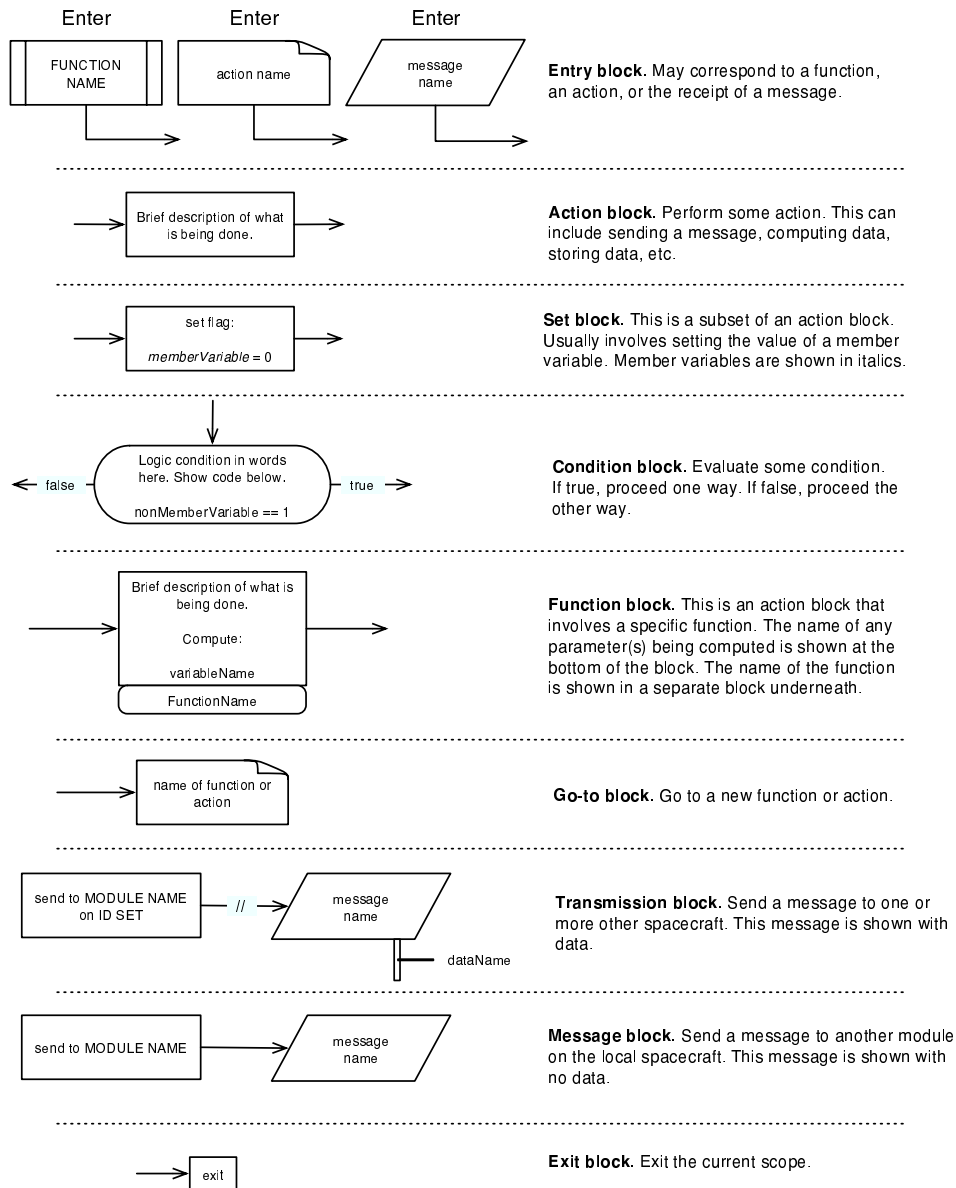 Enter
Enter
Enter
FUNCTION
NAME
action name
message
name
Entry block. May correspond to a function,
an action, or the receipt of a message.
Brief description of what
is being done.
Action block. Perform some action. This can
include sending a message, computing data,
storing data, etc.
set flag:
memberVariable = 0
Set block. This is a subset of an action block.
Usually involves setting the value of a member
variable. Member variables are shown in italics.
false
Logic condition in words
here. Show code below.
nonMemberVariable == 1
true
Condition block. Evaluate some condition.
If true, proceed one way. If false, proceed the
other way.
Brief description of what is
being done.
Compute:
variableName
FunctionName
Function block. This is an action block that
involves a specific function. The name of any
parameter(s) being computed is shown at the
bottom of the block. The name of the function
is shown in a separate block underneath.
name of function or
action
Go-to block. Go to a new function or action.
send to MODULE NAME
on ID SET
//
message
name
dataName
Transmission block. Send a message to one or
more other spacecraft. This message is shown with
data.
send to MODULE NAME
message
name
Message block. Send a message to another module
on the local spacecraft. This message is shown with
no data.
exit
Exit block. Exit the current scope.